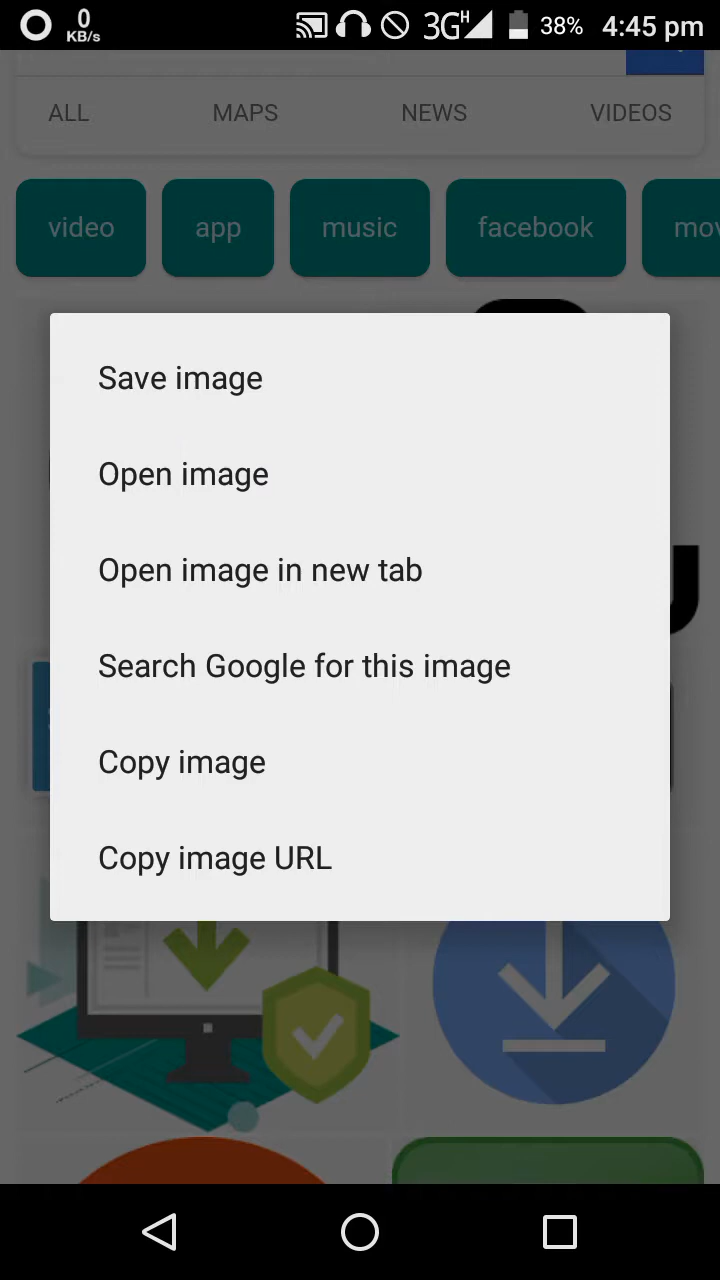 0
KB/s
3G H 38% 4:45 pm
ALL MAPS NEWS VIDEOS
video app music facebook mov
Save image
Open image
Open image in new tab
Search Google for this image
Copy image
Copy image URL